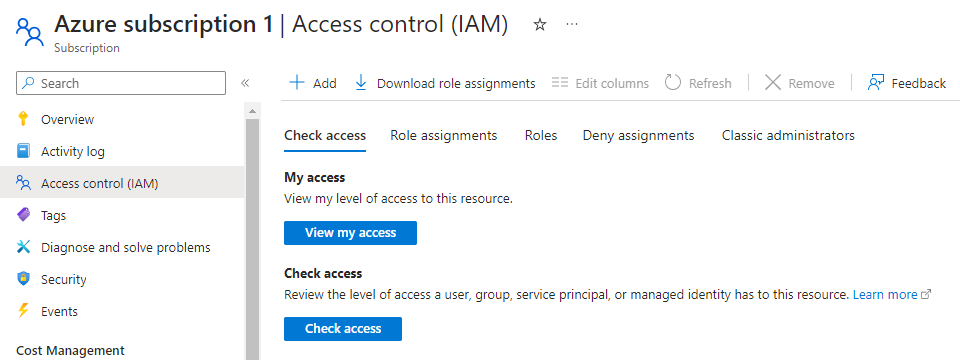 Azure subscription 1 | Access control (IAM) ☆ ···
Subscription
Search «
Add Download role assignments Edit columns Refresh Remove Feedback
Overview
Activity log
Access control (IAM)
Tags
Diagnose and solve problems
Security
Events
Cost Management
Check access Role assignments Roles Deny assignments Classic administrators
My access
View my level of access to this resource.
View my access
Check access
Review the level of access a user, group, service principal, or managed identity has to this resource. Learn more
Check access